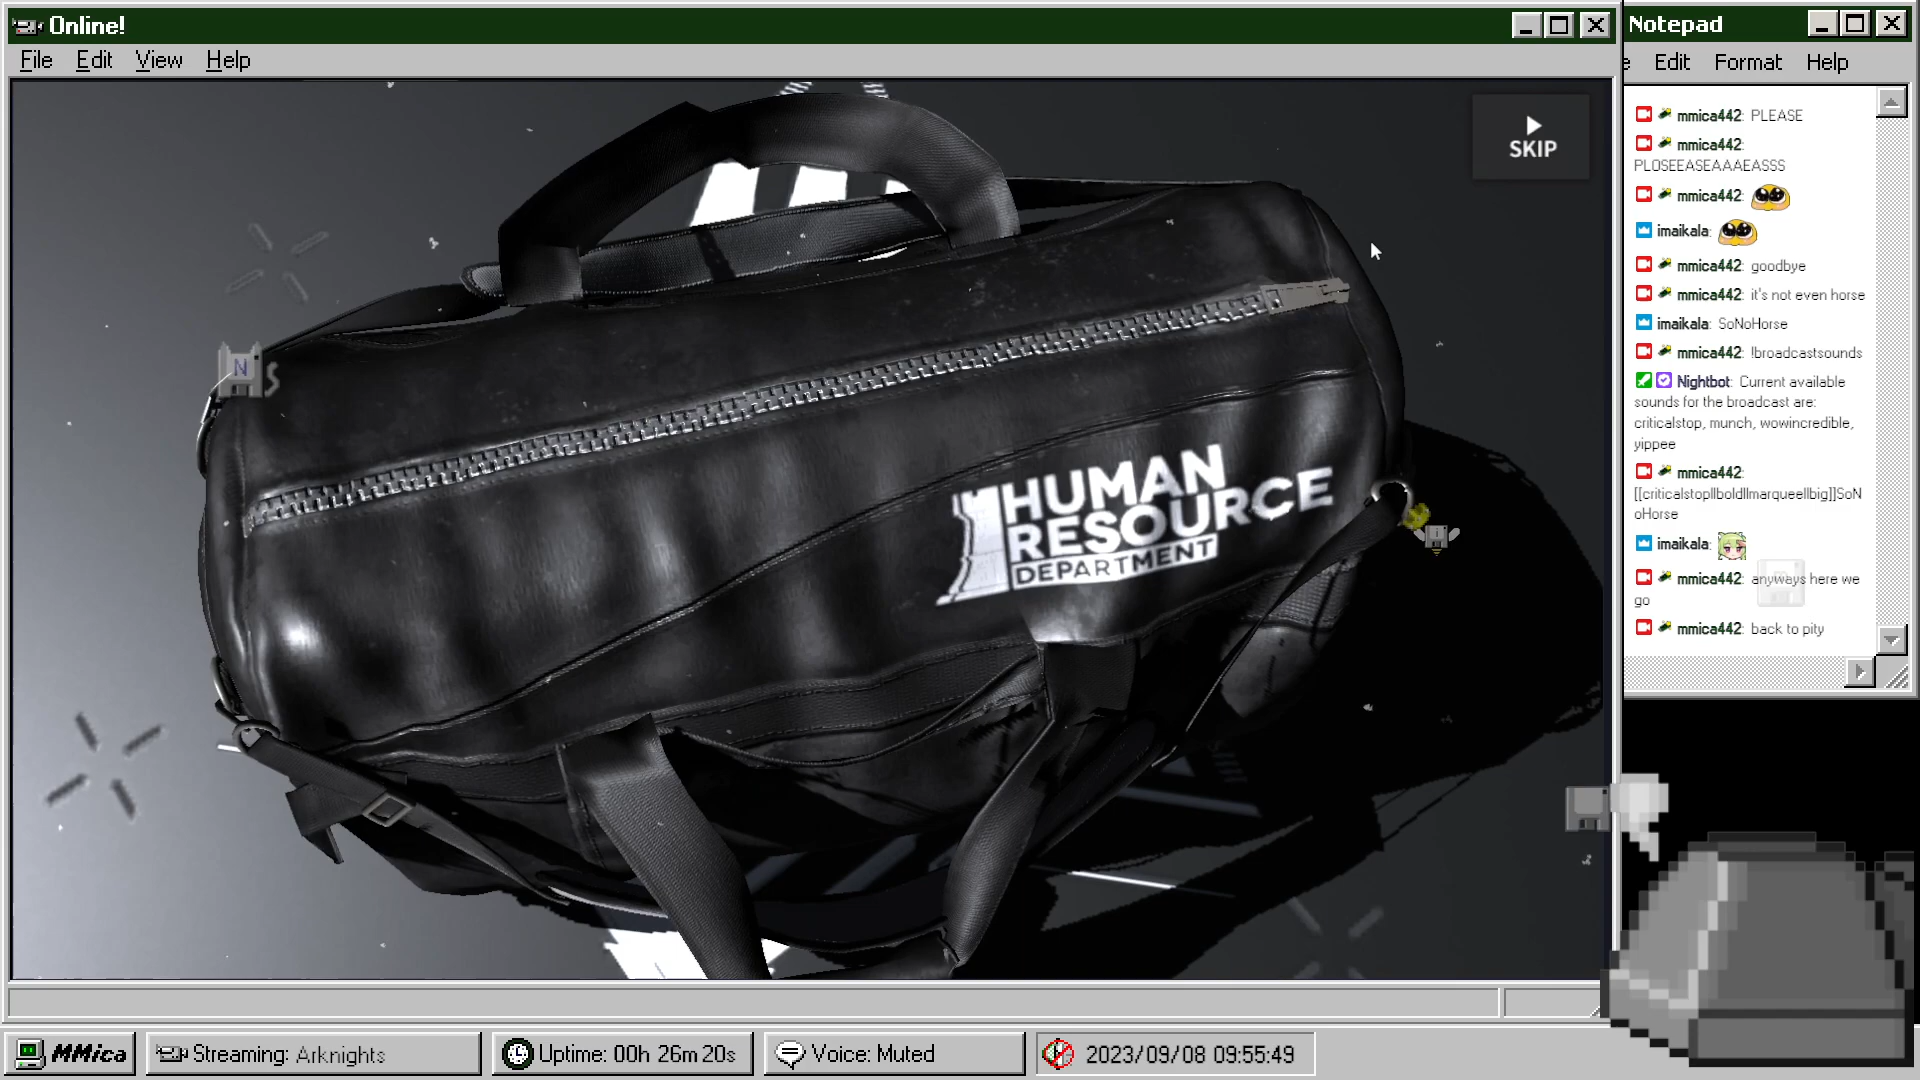 Online!
File Edit View Help
SKIP
HUMAN
RESOURCE
DEPARTMENT
N
Notepad
Edit Format Help
mmica442: PLEASE
mmica442:
PLOSEEASEAAAEASSS
mmica442:
imaikala:
mmica442: goodbye
mmica442: it's not even horse
imaikala: SoNoHorse
mmica442: !broadcastsounds
Nightbot: Current available
sounds for the broadcast are:
criticalstop, munch, wowincredible,
yippee
mmica442:
[[criticalstop||bold||marquee||big]]SoN
oHorse
imaikala:
mmica442: anyways here we
go
mmica442: back to pity
MMica
Streaming: Arknights
Uptime: 00h 26m 20s
Voice: Muted
2023/09/08 09:55:49